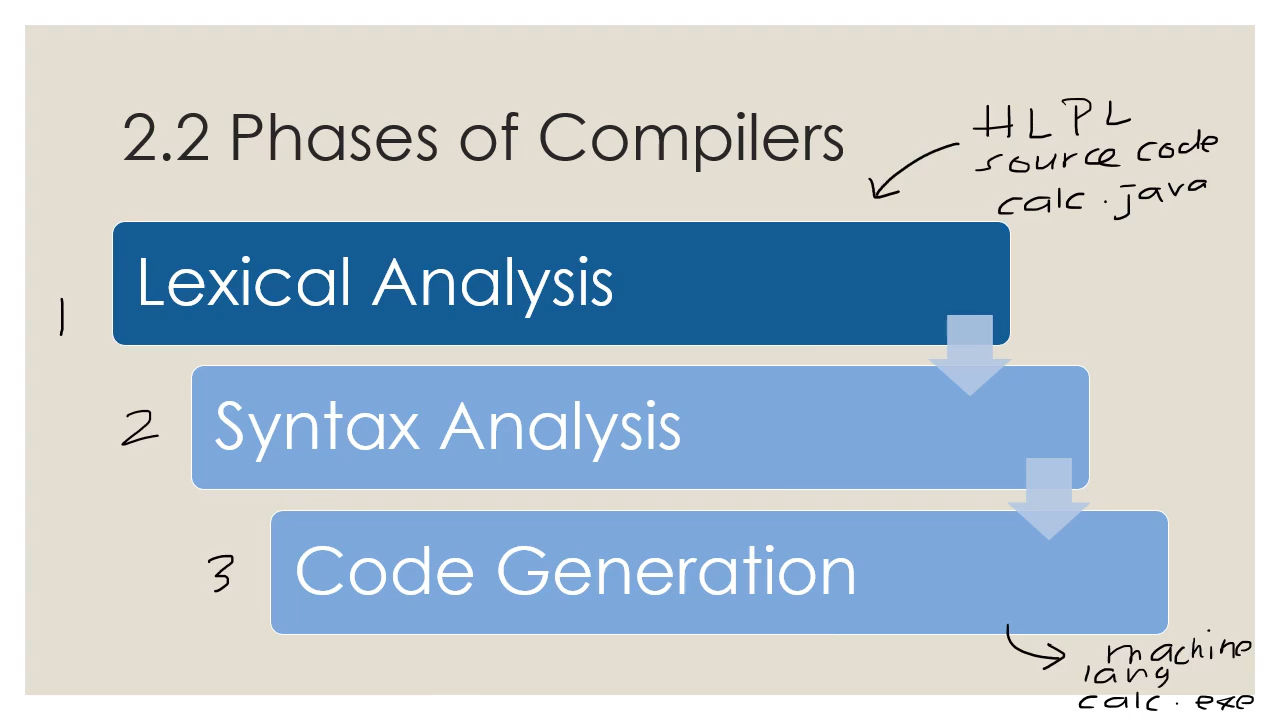 2.2 Phases of Compilers
HLPL
source code
calc.java
Lexical Analysis
1
Syntax Analysis
2
Code Generation
3
machine
lang
calc.exe